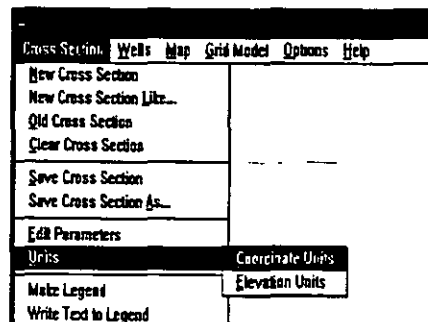 Cross Section Wells Map Grid Model Options Help
New Cross Section
New Cross Section Like...
Old Cross Section
Clear Cross Section
Save Cross Section
Save Cross Section As...
Edit Parameters
Units
Coordinate Units
Elevation Units
Make Legend
Write Text to Legend